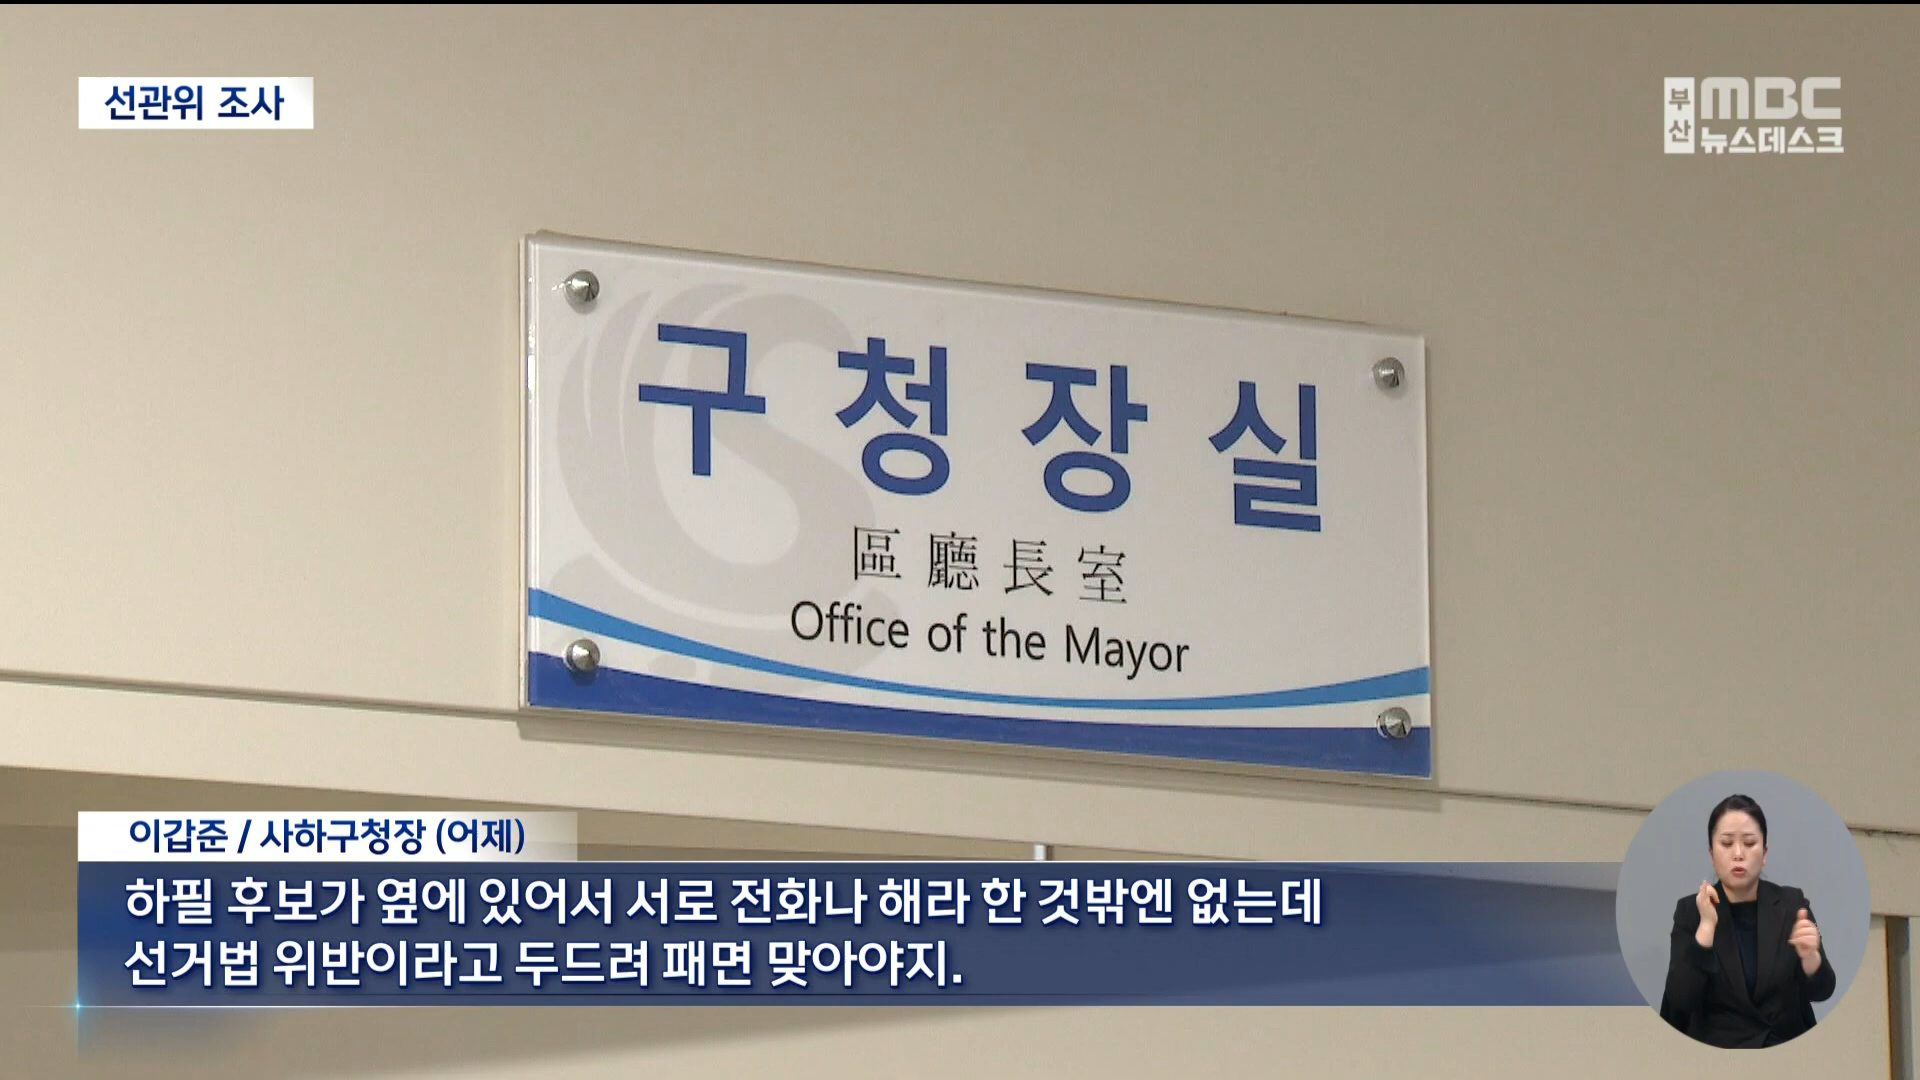 선관위 조사
부산
MBC
뉴스데스크
구청장실
區廳長室
Office of the Mayor
이갑준 / 사하구청장 (어제)
하필 후보가 옆에 있어서 서로 전화나 해라 한 것밖엔 없는데
선거법 위반이라고 두드려 패면 맞아야지.